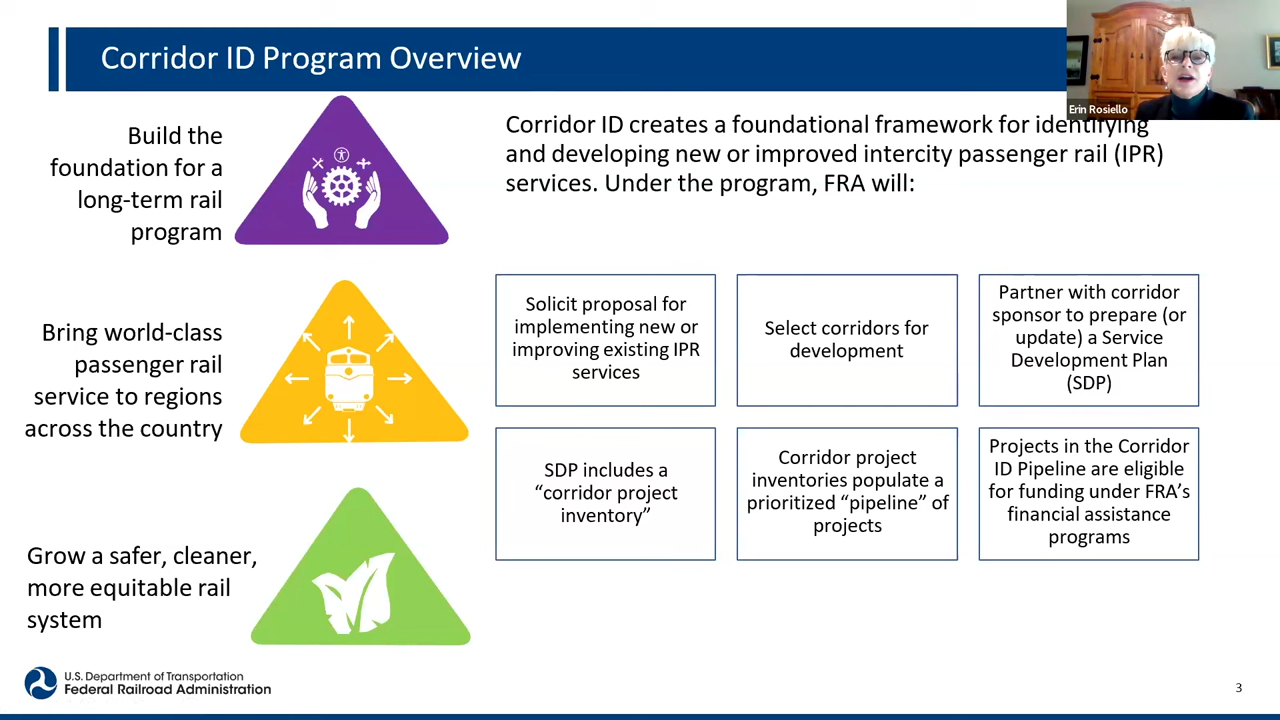 Corridor ID Program Overview
Erin Rosiello
Build the
foundation for a
long-term rail
program
Corridor ID creates a foundational framework for identifying
and developing new or improved intercity passenger rail (IPR)
services. Under the program, FRA will:
Bring world-class
passenger rail
service to regions
across the country
Solicit proposal for
implementing new or
improving existing IPR
services
Select corridors for
development
Partner with corridor
sponsor to prepare (or
update) a Service
Development Plan
(SDP)
SDP includes a
“corridor project
inventory”
Corridor project
inventories populate a
prioritized “pipeline” of
projects
Projects in the Corridor
ID Pipeline are eligible
for funding under FRA’s
financial assistance
programs
Grow a safer, cleaner,
more equitable rail
system
U.S. Department of Transportation
Federal Railroad Administration
3